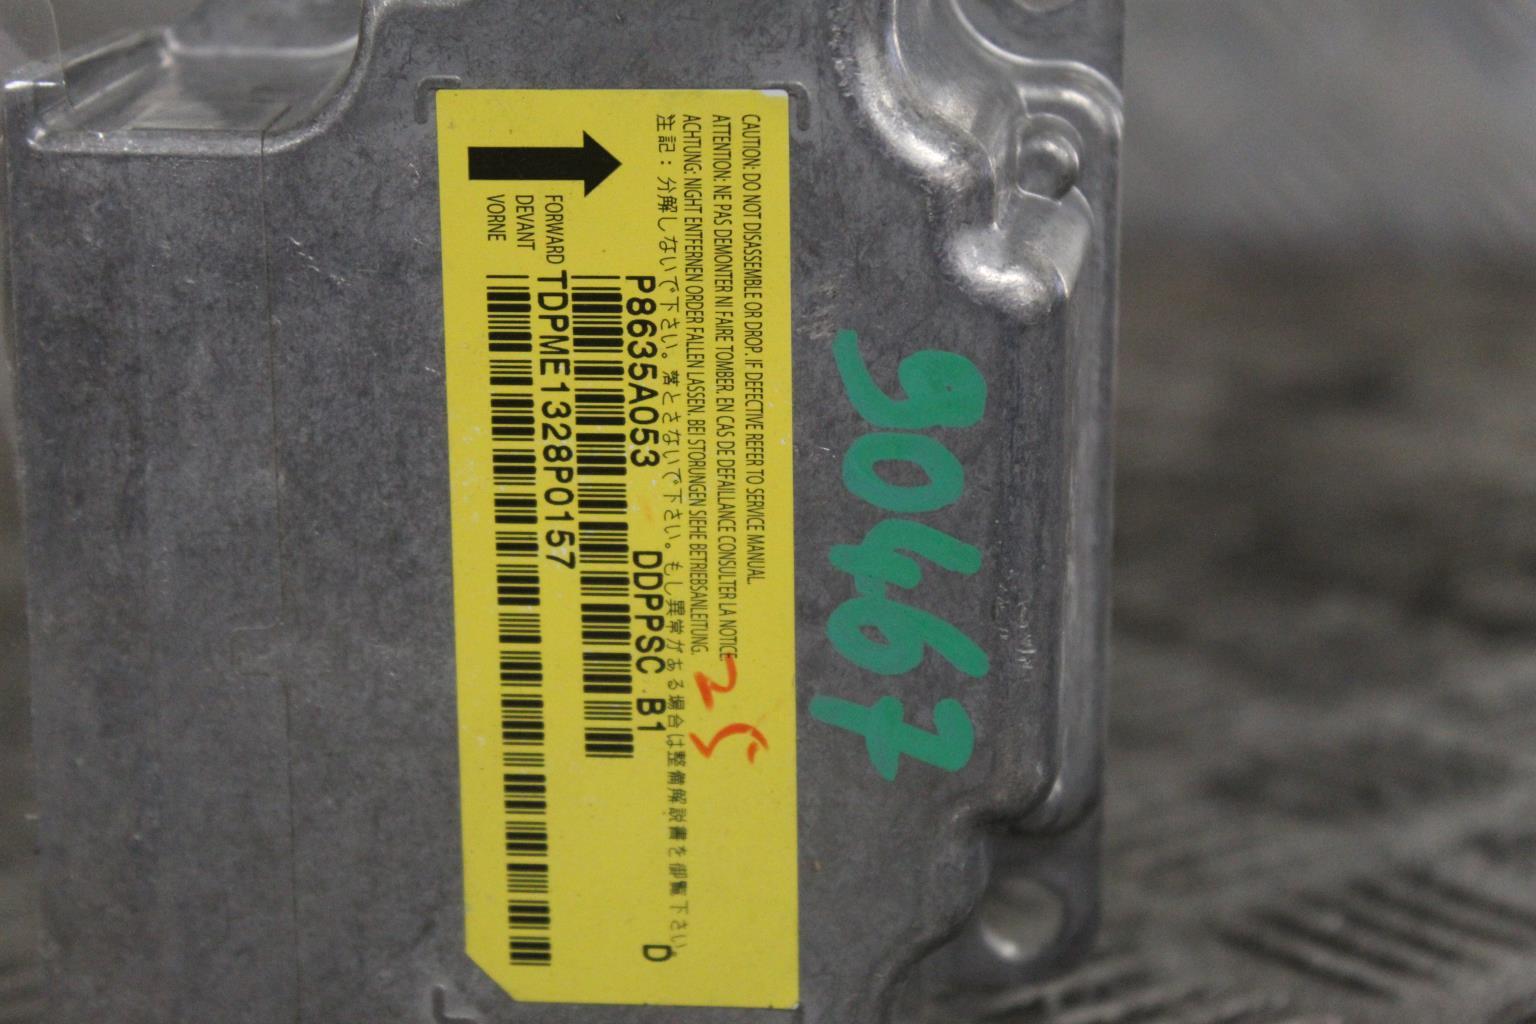 CAUTION: DO NOT DISASSEMBLE OR DROP. IF DEFECTIVE REFER TO SERVICE MANUAL.
ATTENTION: NE PAS DEMONTER NI FAIRE TOMBER. EN CAS DE DEFAILLANCE CONSULTER LA NOTICE
ACHTUNG: NIGHT ENTFERNEN ORDER FALLEN LASSEN. BEI STORUNGEN SIEHE BETRIEBSANLEITUNG.
注記：分解しないで下さい。落とさないで下さい。もし異常がある場合は整備解説書を御覧下さい。
P8635A053 DDPPSC B1 D
FORWARD
DEVANT
VORNE
TDPME1328P0157
25
90467